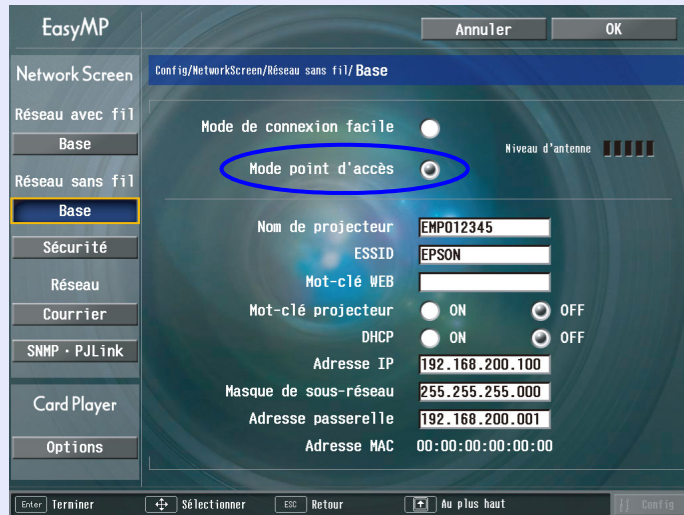 EasyMP
Annuler
OK
Network Screen
Réseau avec fil
Base
Réseau sans fil
Base
Sécurité
Réseau
Courrier
SNMP・PJLink
Card Player
Options
Config/NetworkScreen/Réseau sans fil/Base
Mode de connexion facile
Niveau d'antenne
Mode point d'accès
Nom de projecteur EMP012345
ESSID EPSON
Mot-clé WEB
Mot-clé projecteur ON OFF
DHCP ON OFF
Adresse IP 192.168.200.100
Masque de sous-réseau 255.255.255.000
Adresse passerelle 192.168.200.001
Adresse MAC 00:00:00:00:00:00
Enter Terminer
Sélectionner
ESC Retour
Au plus haut
Config